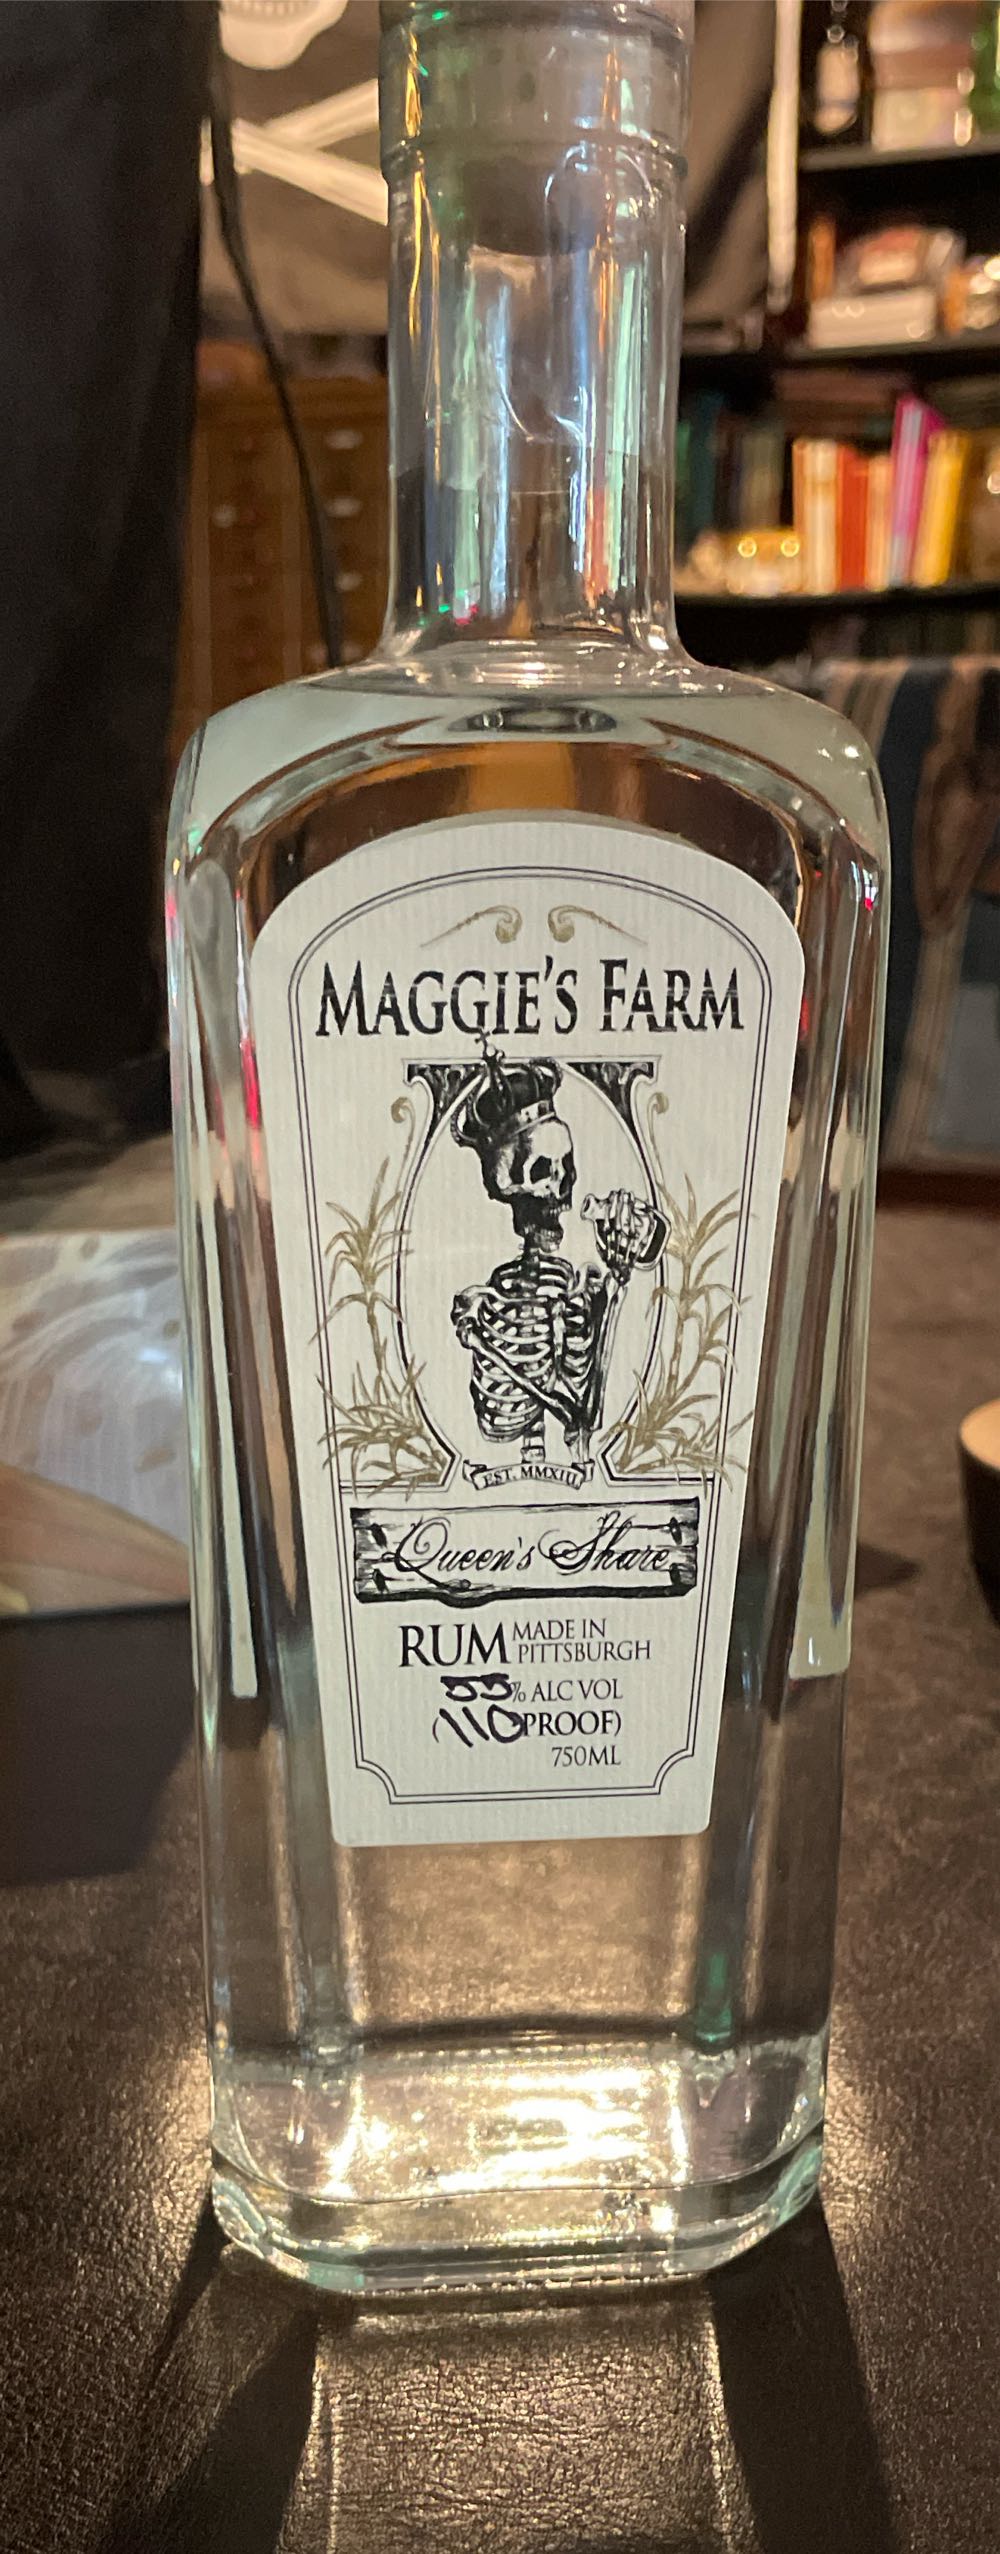 MAGGIE'S FARM
EST. MMXIII
Queen's Share
RUM MADE IN
PITTSBURGH
55% ALC VOL
(110 PROOF)
750ML